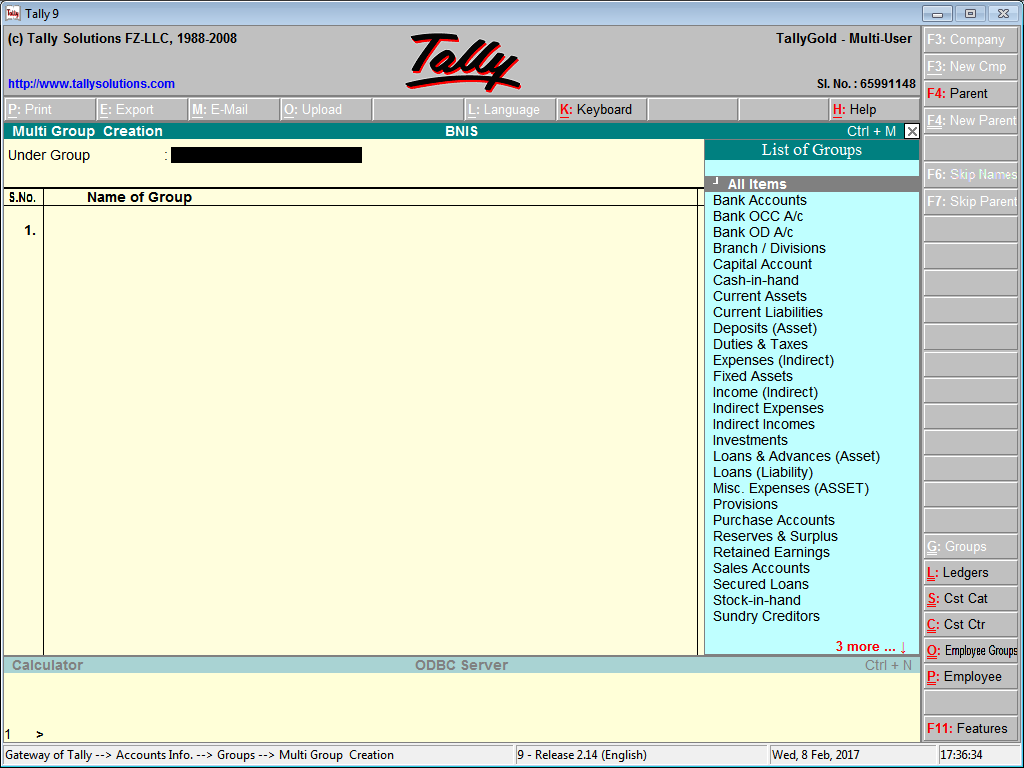 Tally 9
(c) Tally Solutions FZ-LLC, 1988-2008
Tally
TallyGold - Multi-User
http://www.tallysolutions.com
Sl. No. : 65991148
P: Print E: Export M: E-Mail O: Upload L: Language K: Keyboard H: Help
Multi Group Creation BNIS Ctrl + M
Under Group :
S.No. Name of Group
1.
List of Groups
All Items
Bank Accounts
Bank OCC A/c
Bank OD A/c
Branch / Divisions
Capital Account
Cash-in-hand
Current Assets
Current Liabilities
Deposits (Asset)
Duties & Taxes
Expenses (Indirect)
Fixed Assets
Income (Indirect)
Indirect Expenses
Indirect Incomes
Investments
Loans & Advances (Asset)
Loans (Liability)
Misc. Expenses (ASSET)
Provisions
Purchase Accounts
Reserves & Surplus
Retained Earnings
Sales Accounts
Secured Loans
Stock-in-hand
Sundry Creditors
3 more ... ↓
F3: Company
F3: New Cmp
F4: Parent
F4: New Parent
F6: Skip Names
F7: Skip Parent
G: Groups
L: Ledgers
S: Cst Cat
C: Cst Ctr
O: Employee Groups
P: Employee
F11: Features
Calculator ODBC Server Ctrl + N
1 >
Gateway of Tally --> Accounts Info. --> Groups --> Multi Group Creation 9 - Release 2.14 (English) Wed, 8 Feb, 2017 17:36:34